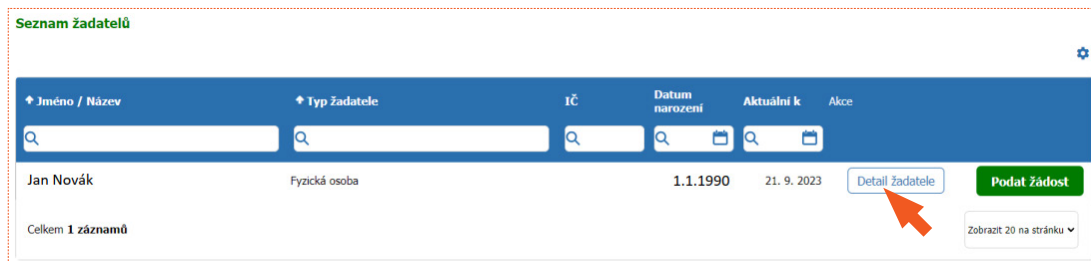 Seznam žadatelů
Jméno / Název Typ žadatele IČ Datum narození Aktuální k Akce
Jan Novák Fyzická osoba 1.1.1990 21. 9. 2023 Detail žadatele Podat žádost
Celkem 1 záznamů Zobrazit 20 na stránku